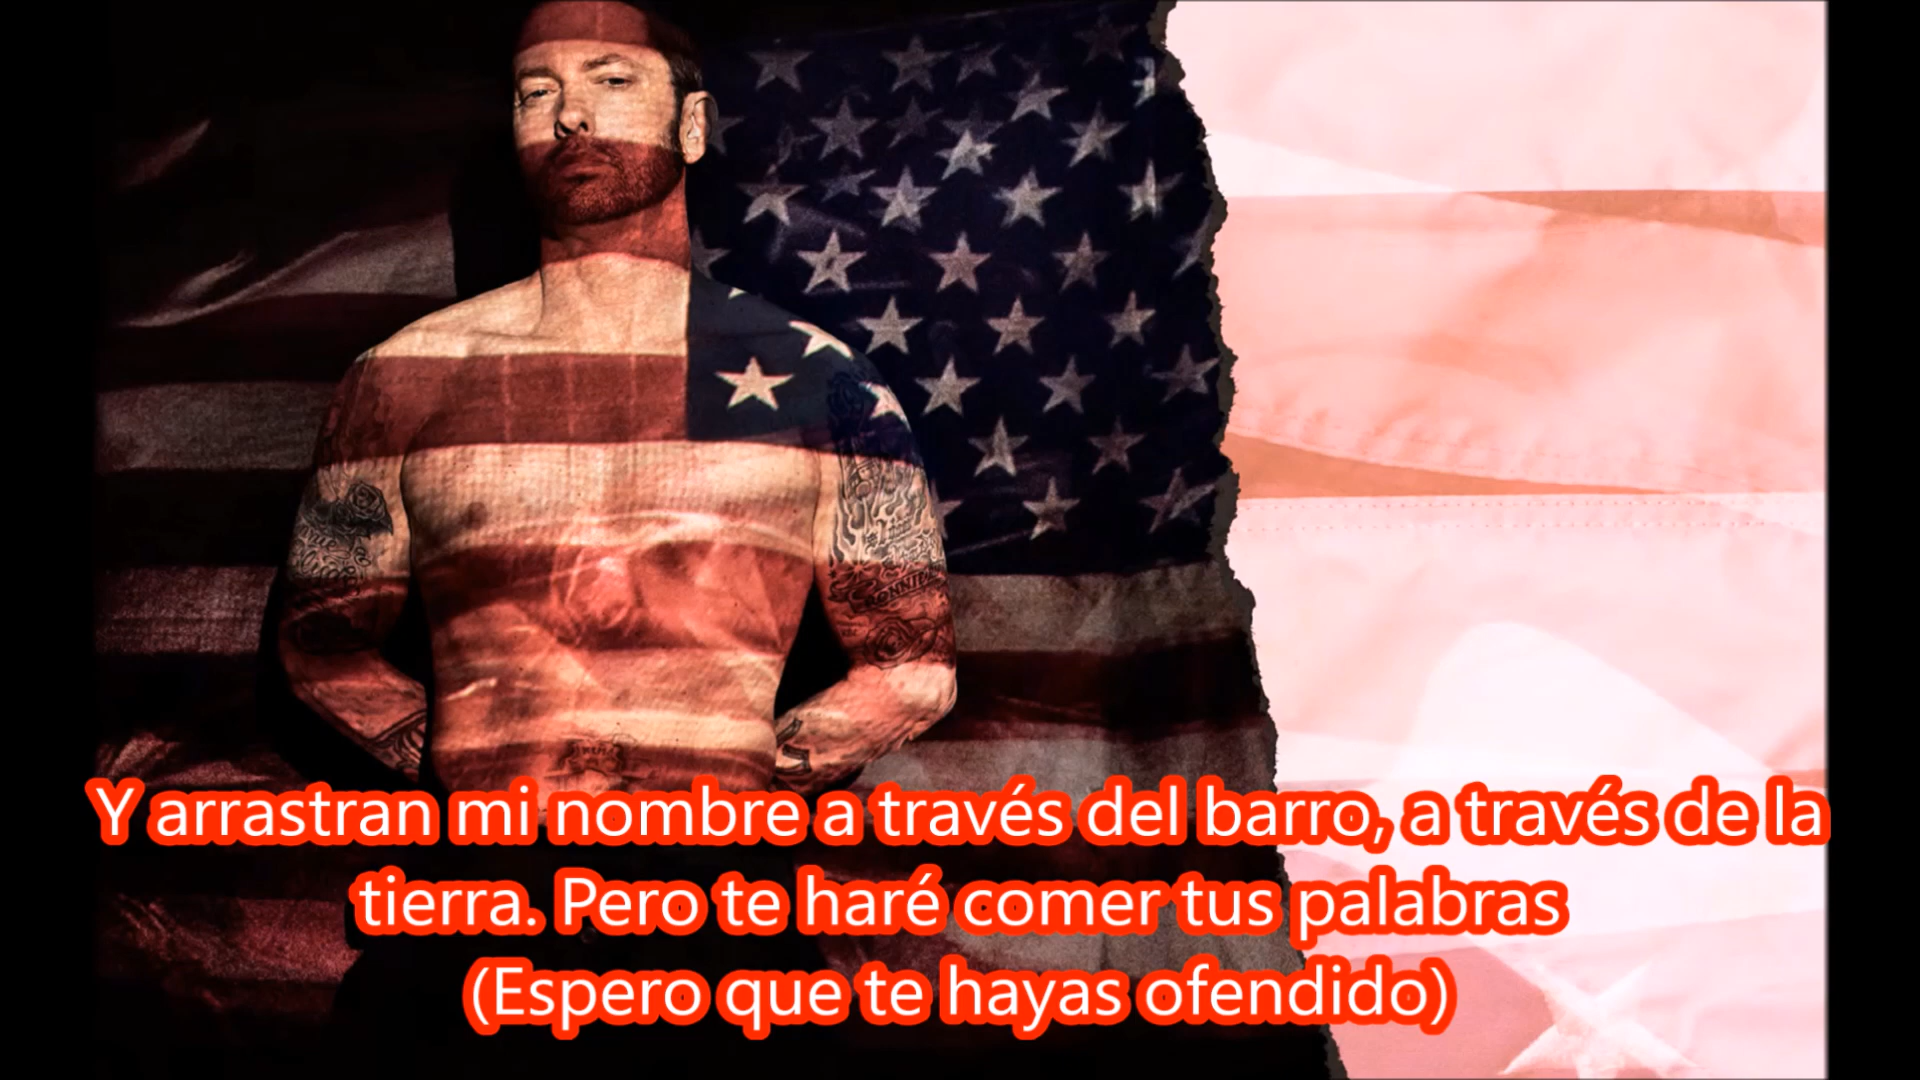 Y arrastran mi nombre a través del barro, a través de la
tierra. Pero te haré comer tus palabras
(Espero que te hayas ofendido)